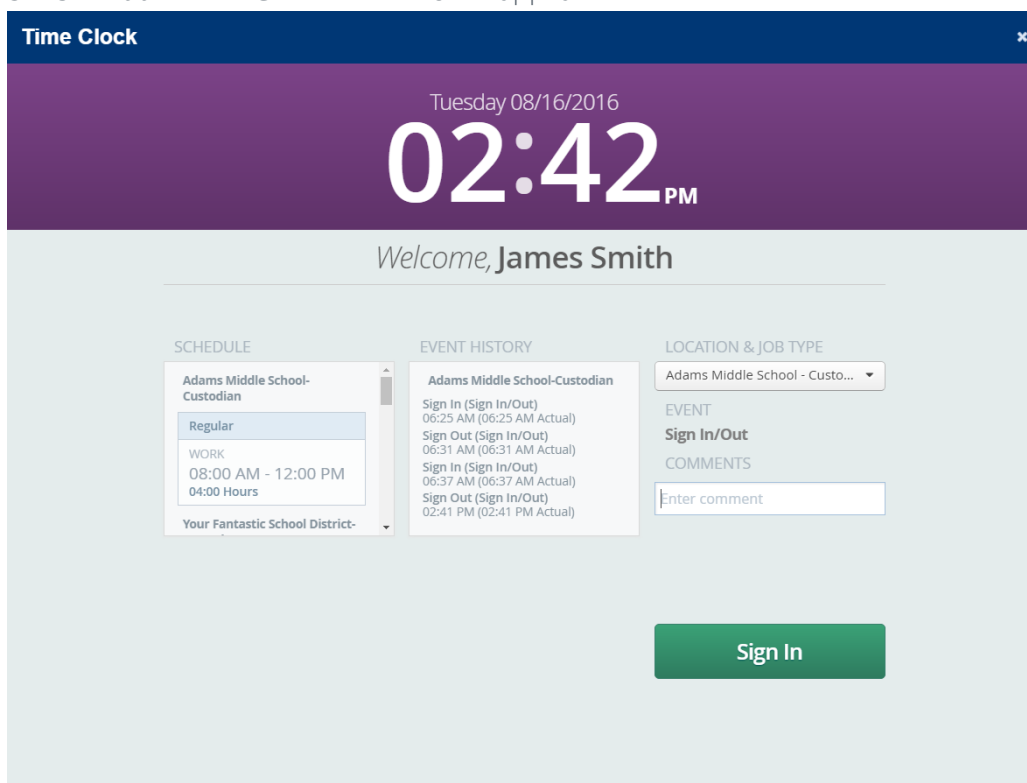 Time Clock
Tuesday 08/16/2016
02:42 PM
Welcome, James Smith
SCHEDULE
Adams Middle School-
Custodian
Regular
WORK
08:00 AM - 12:00 PM
04:00 Hours
Your Fantastic School District-
EVENT HISTORY
Adams Middle School-Custodian
Sign In (Sign In/Out)
06:25 AM (06:25 AM Actual)
Sign Out (Sign In/Out)
06:31 AM (06:31 AM Actual)
Sign In (Sign In/Out)
06:37 AM (06:37 AM Actual)
Sign Out (Sign In/Out)
02:41 PM (02:41 PM Actual)
LOCATION & JOB TYPE
Adams Middle School - Custo...
EVENT
Sign In/Out
COMMENTS
Enter comment
Sign In